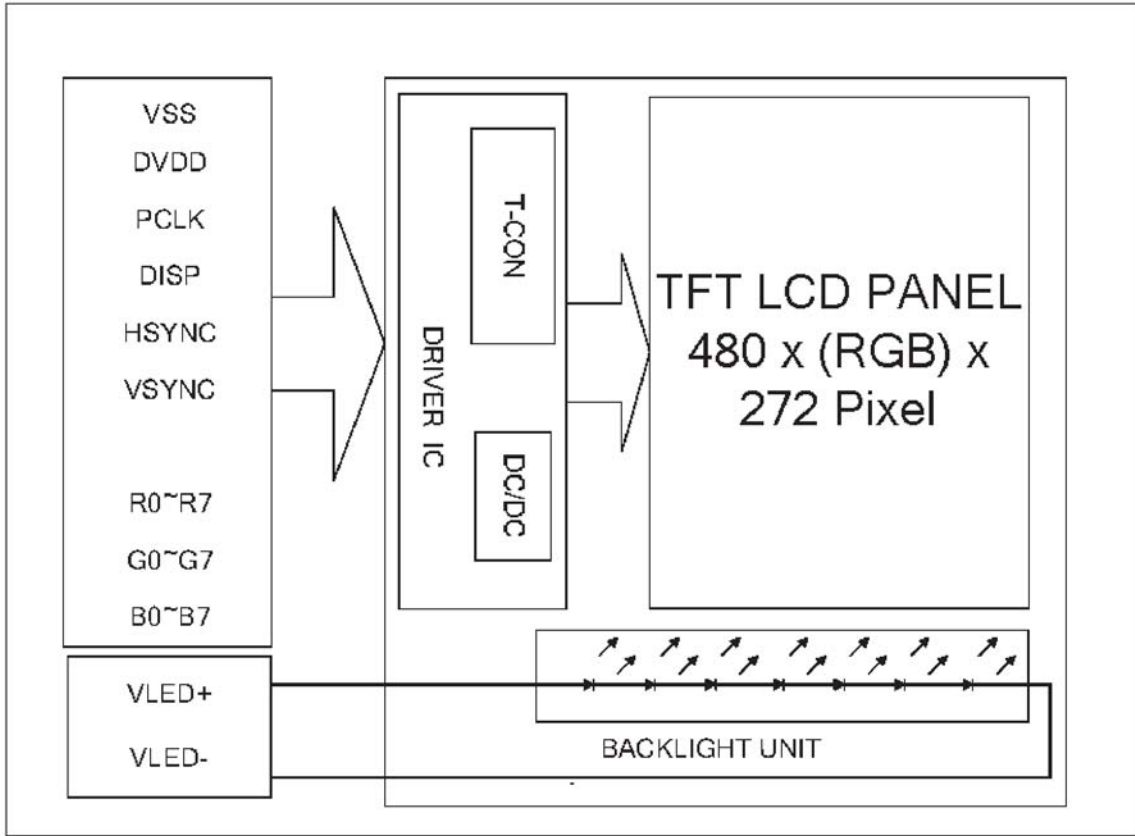 VSS
DVDD
PCLK
DISP
HSYNC
VSYNC
R0~R7
G0~G7
B0~B7
VLED+
VLED-
DRIVER IC
T-CON
DC/DC
TFT LCD PANEL
480 x (RGB) x
272 Pixel
BACKLIGHT UNIT